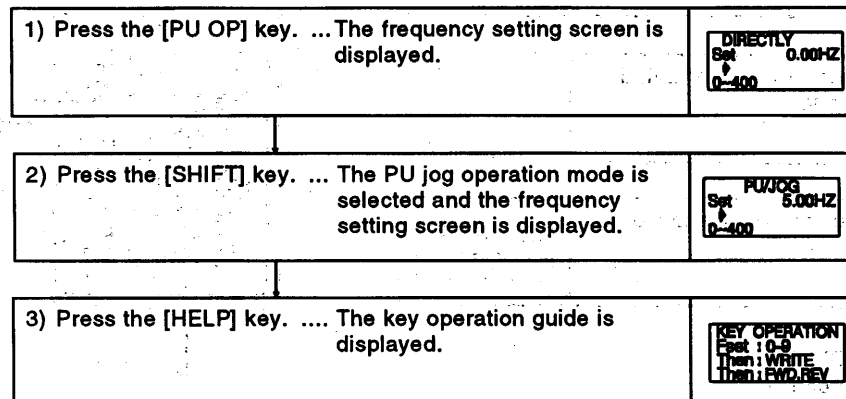 1) Press the [PU OP] key. ... The frequency setting screen is
displayed.
DIRECTLY
Set 0.00HZ
0~400
2) Press the [SHIFT] key. ... The PU jog operation mode is
selected and the frequency
setting screen is displayed.
PU/JOG
Set 5.00HZ
0~400
3) Press the [HELP] key. .... The key operation guide is
displayed.
KEY OPERATION
Fset : 0-9
Then : WRITE
Then : FWD,REV